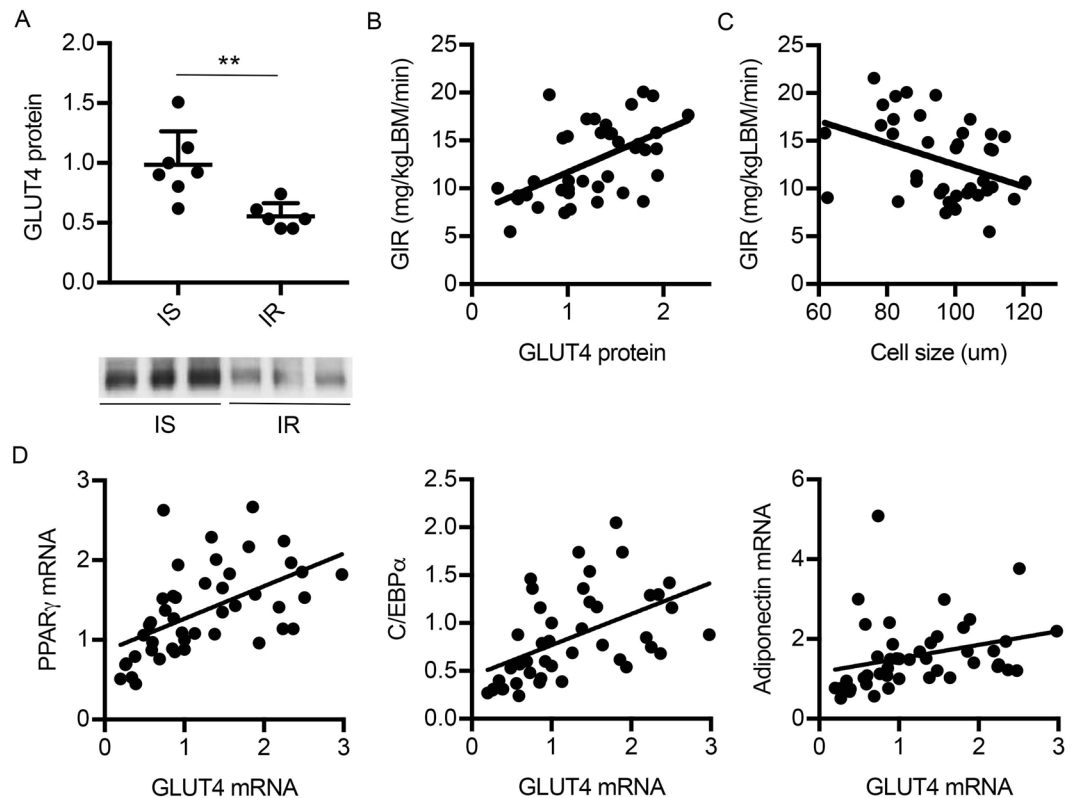 A
2.0
1.5
1.0
0.5
0.0
GLUT4 protein
**
IS
IR
IS
IR
B
25
20
15
10
5
0
GIR (mg/kgLBM/min)
0
1
2
GLUT4 protein
C
25
20
15
10
5
0
GIR (mg/kgLBM/min)
60
80
100
120
Cell size (um)
D
3
2
1
0
PPARγ mRNA
0
1
2
3
GLUT4 mRNA
2.5
2.0
1.5
1.0
0.5
0.0
C/EBPα
0
1
2
3
GLUT4 mRNA
6
4
2
0
Adiponectin mRNA
0
1
2
3
GLUT4 mRNA